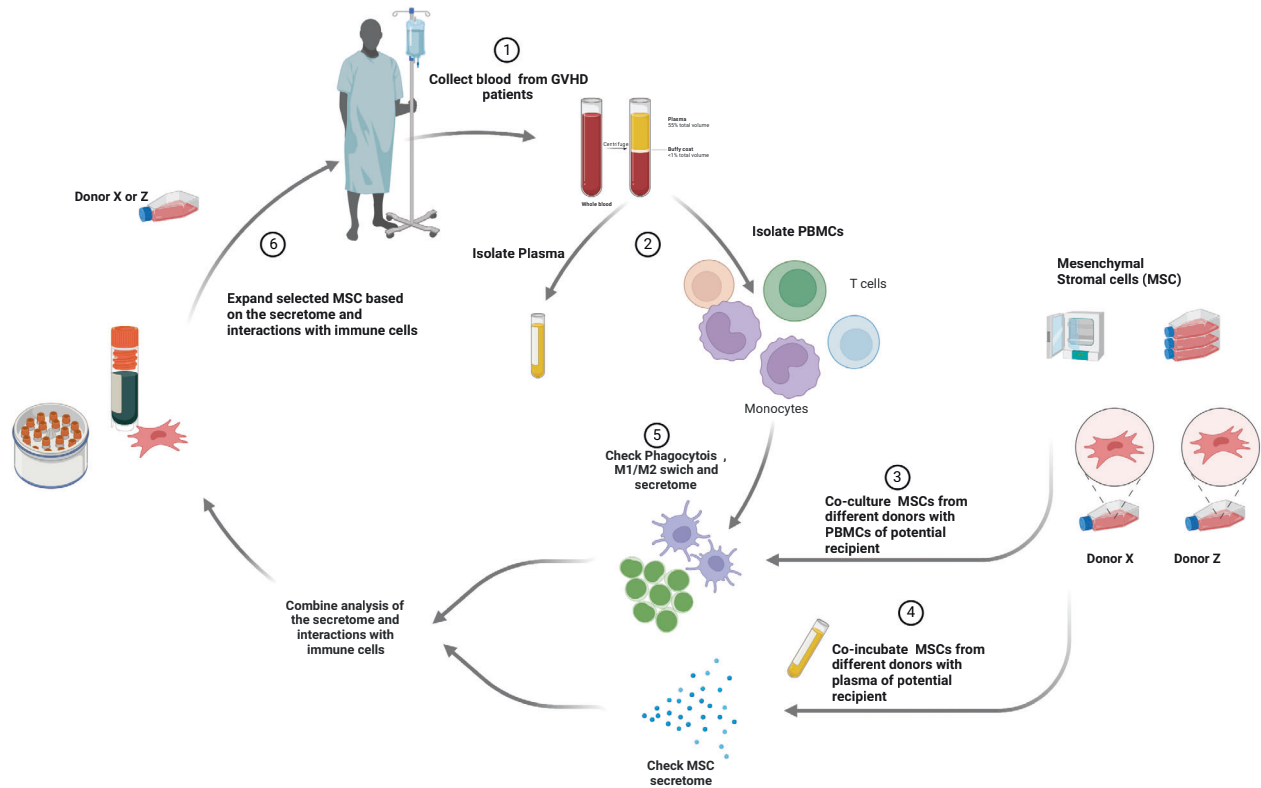 1
Collect blood from GVHD
patients
Plasma
55% total volume
Centrifuge
Buffy coat
<1% total volume
Whole blood
Donor X or Z
6
Isolate Plasma
2
Isolate PBMCs
T cells
Mesenchymal
Stromal cells (MSC)
Expand selected MSC based
on the secretome and
interactions with immune cells
Monocytes
5
Check Phagocytois ,
M1/M2 swich and
secretome
3
Co-culture MSCs from
different donors with
PBMCs of potential
recipient
Donor X
Donor Z
Combine analysis of
the secretome and
interactions with
immune cells
4
Co-incubate MSCs from
different donors with
plasma of potential
recipient
Check MSC
secretome